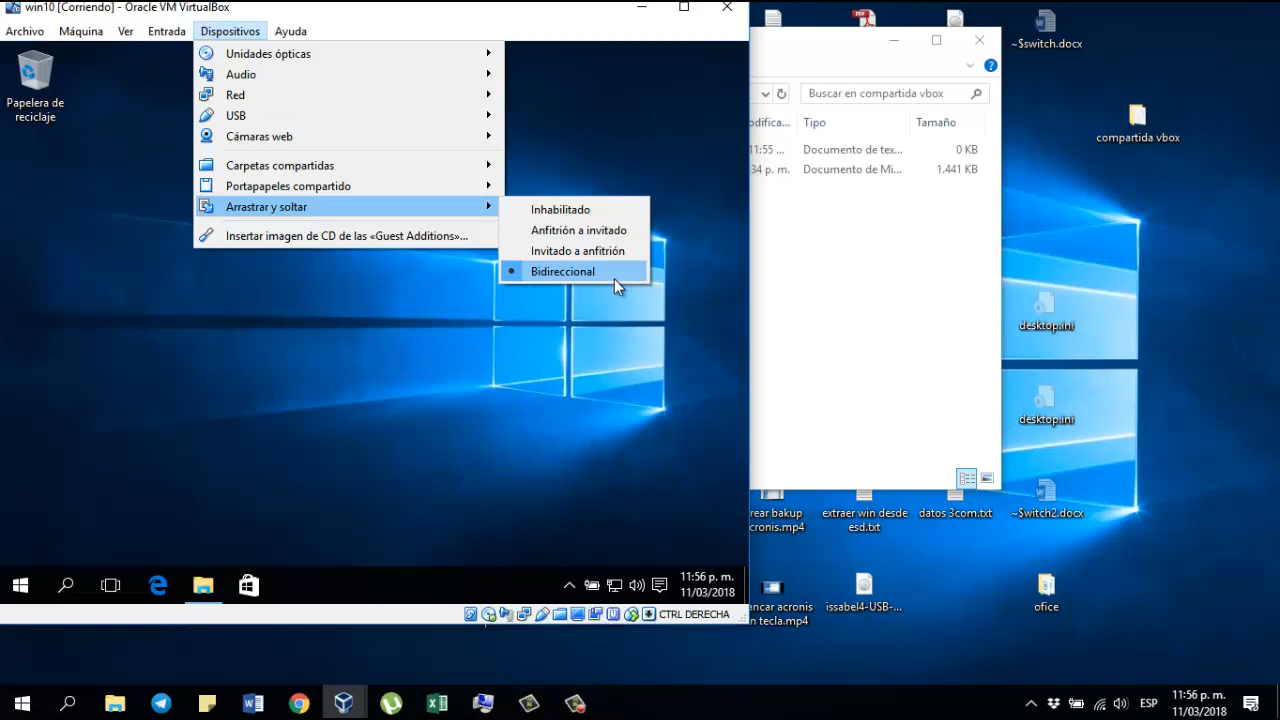 win10 [Corriendo] - Oracle VM VirtualBox
Archivo Máquina Ver Entrada Dispositivos Ayuda
Papelera de
reciclaje
Unidades ópticas
Audio
Red
USB
Cámaras web
Carpetas compartidas
Portapapeles compartido
Arrastrar y soltar
Insertar imagen de CD de las «Guest Additions»...
Inhabilitado
Anfitrión a invitado
Invitado a anfitrión
Bidireccional
11:56 p. m.
11/03/2018
CTRL DERECHA
Buscar en compartida vbox
odifica... Tipo Tamaño
11:55 ... Documento de tex... 0 KB
34 p. m. Documento de Mi... 1.441 KB
PDF
~$switch.docx
compartida vbox
desktop.ini
desktop.ini
rear bakup
cronis.mp4
extraer win desde
esd.txt
datos 3com.txt
~$witch2.docx
ancar acronis
n tecla.mp4
issabel4-USB-...
ofice
ESP
11:56 p. m.
11/03/2018